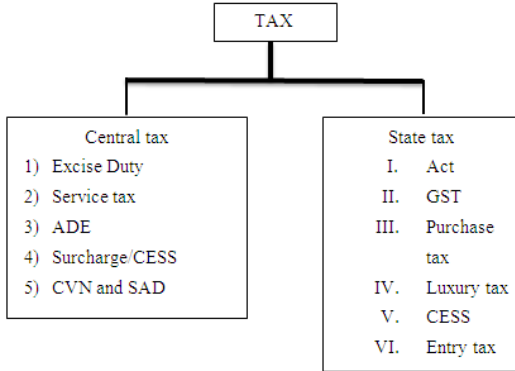 TAX
Central tax
1) Excise Duty
2) Service tax
3) ADE
4) Surcharge/CESS
5) CVN and SAD
State tax
I. Act
II. GST
III. Purchase
tax
IV. Luxury tax
V. CESS
VI. Entry tax